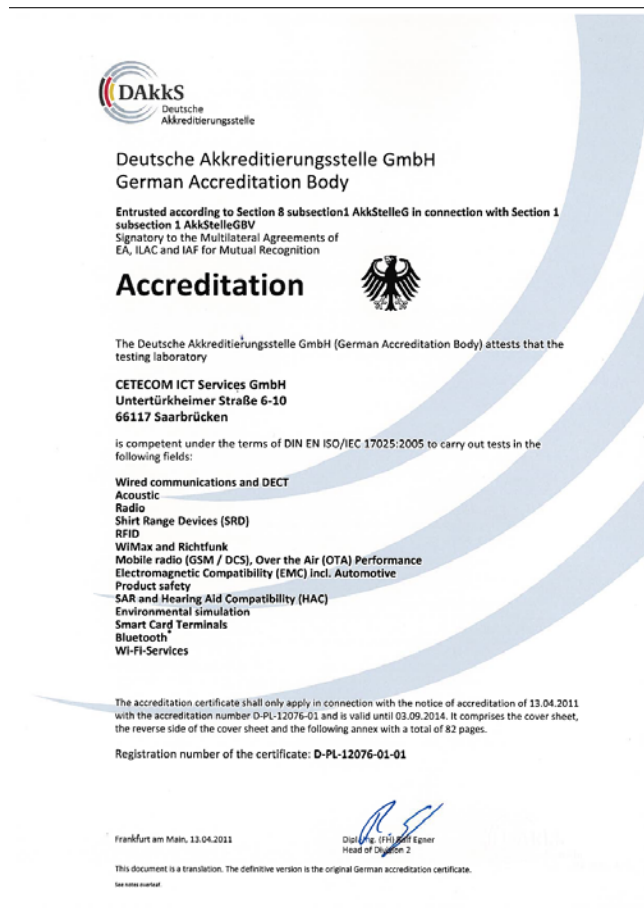 DAkkS
Deutsche
Akkreditierungsstelle
Deutsche Akkreditierungsstelle GmbH
German Accreditation Body
Entrusted according to Section 8 subsection1 AkkStelleG in connection with Section 1
subsection 1 AkkStelleGBV
Signatory to the Multilateral Agreements of
EA, ILAC and IAF for Mutual Recognition
Accreditation
The Deutsche Akkreditierungsstelle GmbH (German Accreditation Body) attests that the
testing laboratory
CETECOM ICT Services GmbH
Untertürkheimer Straße 6-10
66117 Saarbrücken
is competent under the terms of DIN EN ISO/IEC 17025:2005 to carry out tests in the
following fields:
Wired communications and DECT
Acoustic
Radio
Shirt Range Devices (SRD)
RFID
WiMax and Richtfunk
Mobile radio (GSM / DCS), Over the Air (OTA) Performance
Electromagnetic Compatibility (EMC) incl. Automotive
Product safety
SAR and Hearing Aid Compatibility (HAC)
Environmental simulation
Smart Card Terminals
Bluetooth
Wi-Fi-Services
The accreditation certificate shall only apply in connection with the notice of accreditation of 13.04.2011
with the accreditation number D-PL-12076-01 and is valid until 03.09.2014. It comprises the cover sheet,
the reverse side of the cover sheet and the following annex with a total of 82 pages.
Registration number of the certificate: D-PL-12076-01-01
Frankfurt am Main, 13.04.2011
(FH) Egner
Head of Division 2
This document is a translation. The definitive version is the original German accreditation certificate.
See notes overleaf.